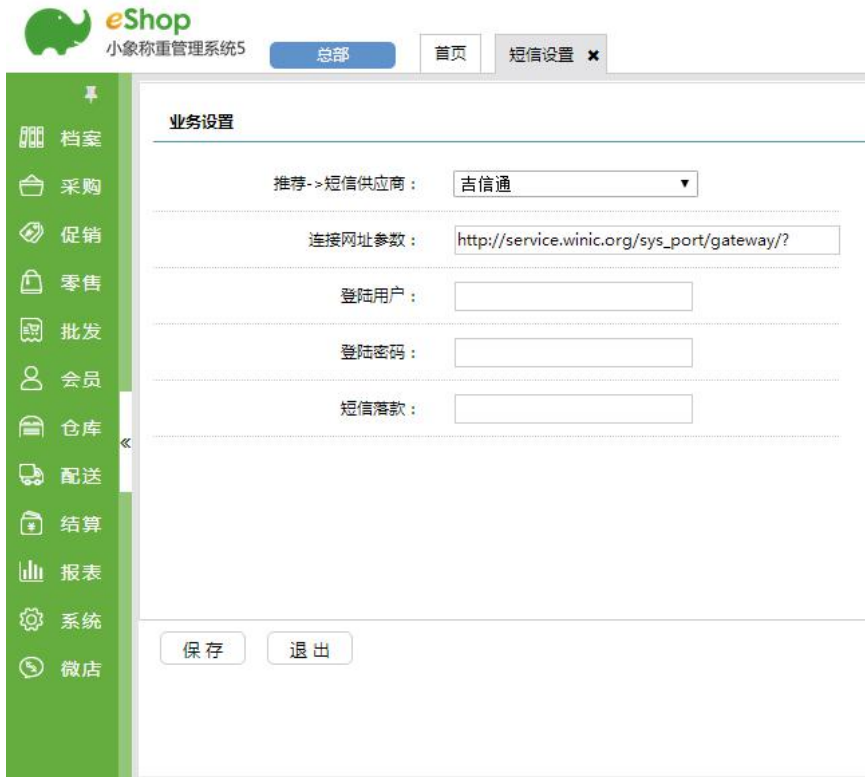 eShop
小象称重管理系统5
总部
首页
短信设置 ✖
档案
采购
促销
零售
批发
会员
仓库
配送
结算
报表
系统
微店
«
业务设置
推荐->短信供应商：
吉信通
连接网址参数：
http://service.winic.org/sys_port/gateway/?
登陆用户：
登陆密码：
短信落款：
保存
退出